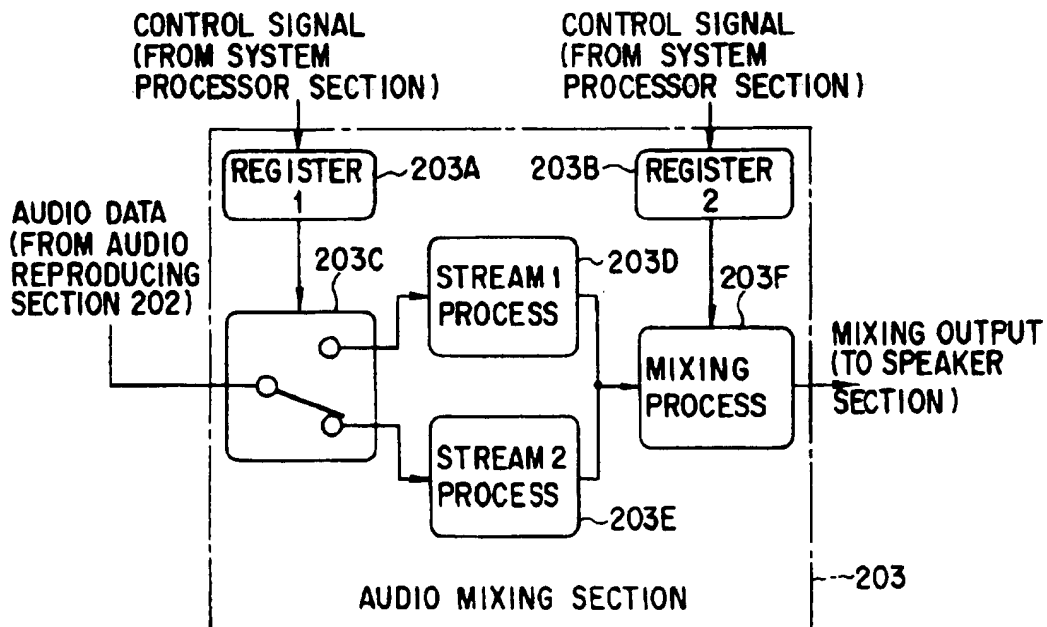 CONTROL SIGNAL
(FROM SYSTEM
PROCESSOR SECTION)
CONTROL SIGNAL
(FROM SYSTEM
PROCESSOR SECTION)
REGISTER
1
203A
203B
REGISTER
2
AUDIO DATA
(FROM AUDIO
REPRODUCING
SECTION 202)
203C
STREAM 1
PROCESS
203D
203F
MIXING
PROCESS
MIXING OUTPUT
(TO SPEAKER
SECTION)
STREAM 2
PROCESS
203E
203
AUDIO MIXING SECTION